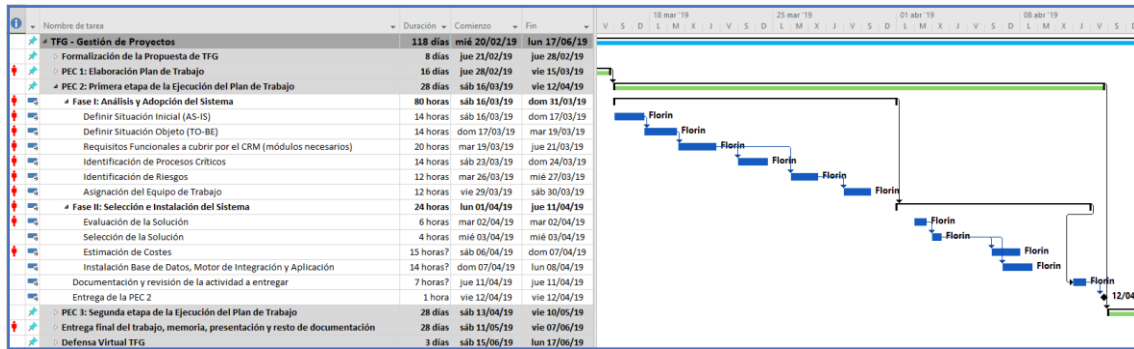 18 mar '19 25 mar '19 01 abr '19 08 abr '19
Nombre de tarea Duración Comienzo Fin V S D L M X J V S D L M X J V S D L M X J V S D L M X J V S D
TFG - Gestión de Proyectos 118 días mié 20/02/19 lun 17/06/19
Formalización de la Propuesta de TFG 8 días jue 21/02/19 jue 28/02/19
PEC 1: Elaboración Plan de Trabajo 16 días jue 28/02/19 vie 15/03/19
PEC 2: Primera etapa de la Ejecución del Plan de Trabajo 28 días sáb 16/03/19 vie 12/04/19
Fase I: Análisis y Adopción del Sistema 80 horas sáb 16/03/19 dom 31/03/19
Definir Situación Inicial (AS-IS) 14 horas sáb 16/03/19 dom 17/03/19 Florin
Definir Situación Objeto (TO-BE) 14 horas dom 17/03/19 mar 19/03/19 Florin
Requisitos Funcionales a cubrir por el CRM (módulos necesarios) 20 horas mar 19/03/19 jue 21/03/19 Florin
Identificación de Procesos Críticos 14 horas sáb 23/03/19 dom 24/03/19 Florin
Identificación de Riesgos 12 horas mar 26/03/19 mié 27/03/19 Florin
Asignación del Equipo de Trabajo 12 horas vie 29/03/19 sáb 30/03/19 Florin
Fase II: Selección e Instalación del Sistema 24 horas lun 01/04/19 jue 11/04/19
Evaluación de la Solución 6 horas mar 02/04/19 mar 02/04/19 Florin
Selección de la Solución 4 horas mié 03/04/19 mié 03/04/19 Florin
Estimación de Costes 15 horas? sáb 06/04/19 dom 07/04/19 Florin
Instalación Base de Datos, Motor de Integración y Aplicación 14 horas? dom 07/04/19 lun 08/04/19 Florin
Documentación y revisión de la actividad a entregar 7 horas? jue 11/04/19 jue 11/04/19 Florin
Entrega de la PEC 2 1 hora vie 12/04/19 vie 12/04/19 12/04
PEC 3: Segunda etapa de la Ejecución del Plan de Trabajo 28 días sáb 13/04/19 vie 10/05/19
Entrega final del trabajo, memoria, presentación y resto de documentación 28 días sáb 11/05/19 vie 07/06/19
Defensa Virtual TFG 3 días sáb 15/06/19 lun 17/06/19